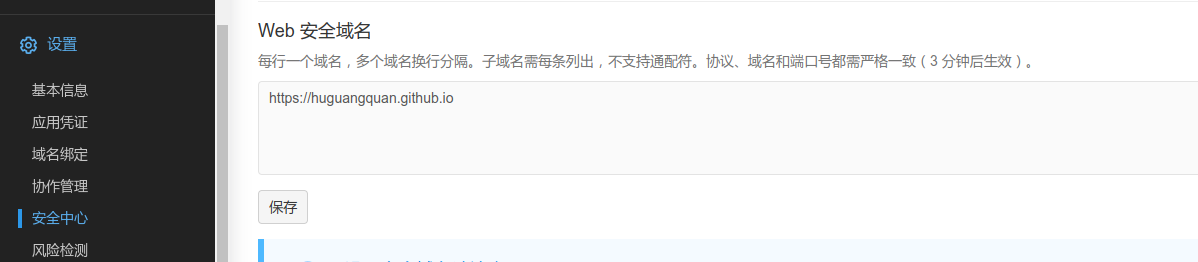 设置
基本信息
应用凭证
域名绑定
协作管理
安全中心
风险检测
Web 安全域名
每行一个域名，多个域名换行分隔。子域名需每条列出，不支持通配符。协议、域名和端口号都需严格一致（3 分钟后生效）。
https://huguangquan.github.io
保存